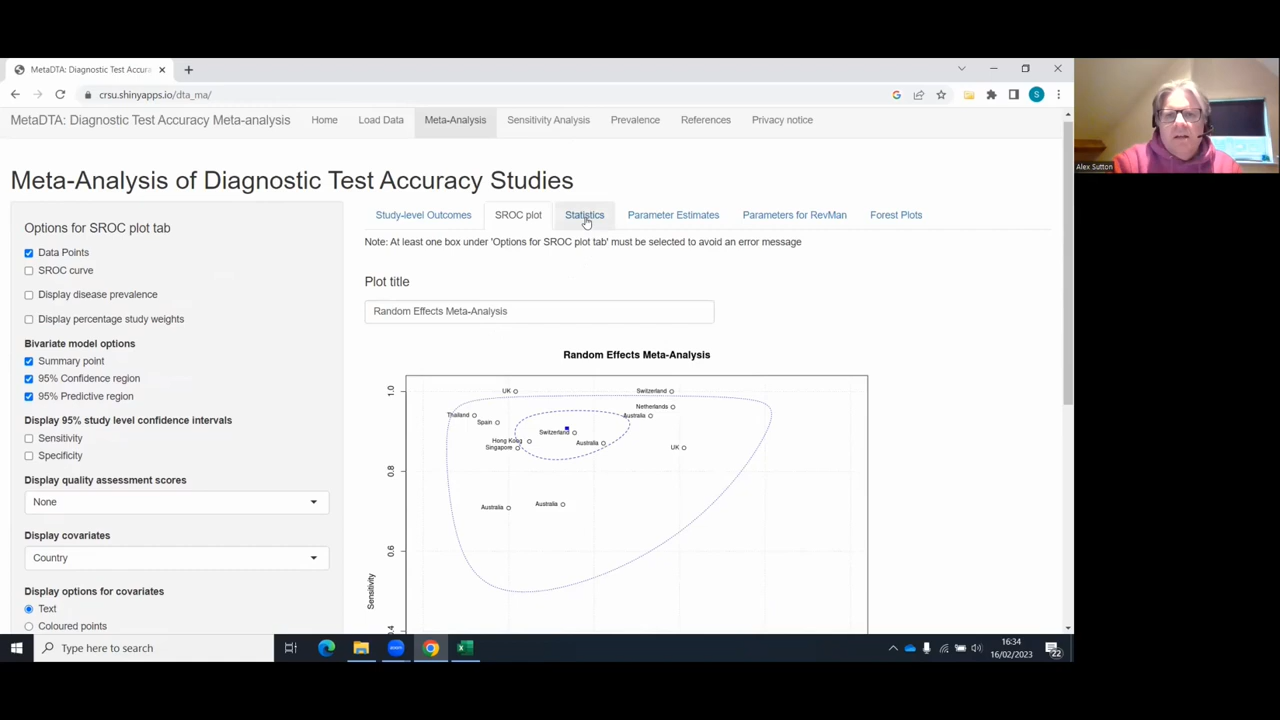 MetaDTA: Diagnostic Test Accura
crsu.shinyapps.io/dta_ma/
S
MetaDTA: Diagnostic Test Accuracy Meta-analysis
Home
Load Data
Meta-Analysis
Sensitivity Analysis
Prevalence
References
Privacy notice
Alex Sutton
Meta-Analysis of Diagnostic Test Accuracy Studies
Options for SROC plot tab
Data Points
SROC curve
Display disease prevalence
Display percentage study weights
Bivariate model options
Summary point
95% Confidence region
95% Predictive region
Display 95% study level confidence intervals
Sensitivity
Specificity
Display quality assessment scores
None
Display covariates
Country
Display options for covariates
Text
Coloured points
Study-level Outcomes
SROC plot
Statistics
Parameter Estimates
Parameters for RevMan
Forest Plots
Note: At least one box under 'Options for SROC plot tab' must be selected to avoid an error message
Plot title
Random Effects Meta-Analysis
Random Effects Meta-Analysis
1.0
0.8
0.6
0.4
Sensitivity
UK
Switzerland
Netherlands
Thailand
Australia
Spain
Switzerland
Hong Kong
Australia
Singapore
UK
Australia
Australia
Type here to search
16:34
16/02/2023
22